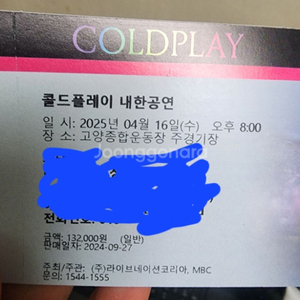 COLDPLAY
콜드플레이 내한공연
일 시: 2025년 04월 16일(수) 오후 8:00
장 소: 고양종합운동장 주경기장
Joonggonara
금액: 132,000원 (일반)
판매일자: 2024-09-27
주최/주관: (주)라이브네이션코리아, MBC
문의: 1544-1555